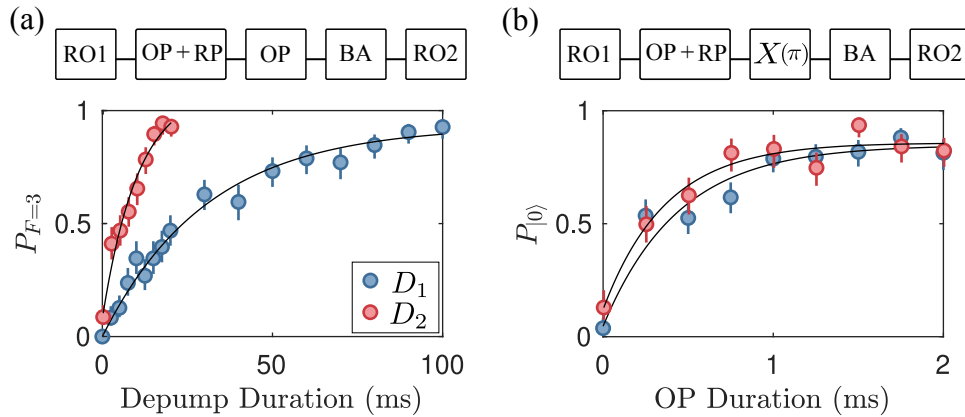 (a)
RO1 OP + RP OP BA RO2
1
0.5
0
P_{F=3}
D_1
D_2
0 50 100
Depump Duration (ms)
(b)
RO1 OP + RP X(π) BA RO2
1
0.5
0
P_{|0⟩}
0 1 2
OP Duration (ms)